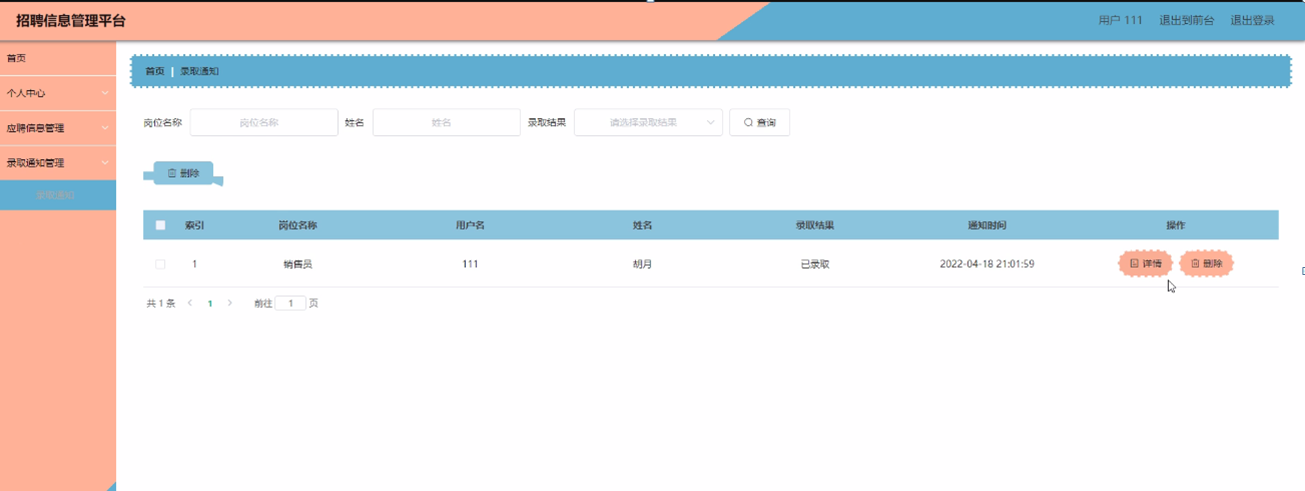 招聘信息管理平台
用户 111 退出到前台 退出登录
首页
个人中心
应聘信息管理
录取通知管理
录取通知
首页 录取通知
岗位名称 岗位名称 姓名 姓名 录取结果 请选择录取结果 查询
删除
索引 岗位名称 用户名 姓名 录取结果 通知时间 操作
1 销售员 111 胡月 已录取 2022-04-18 21:01:59 详情 删除
共 1 条 1 前往 1 页